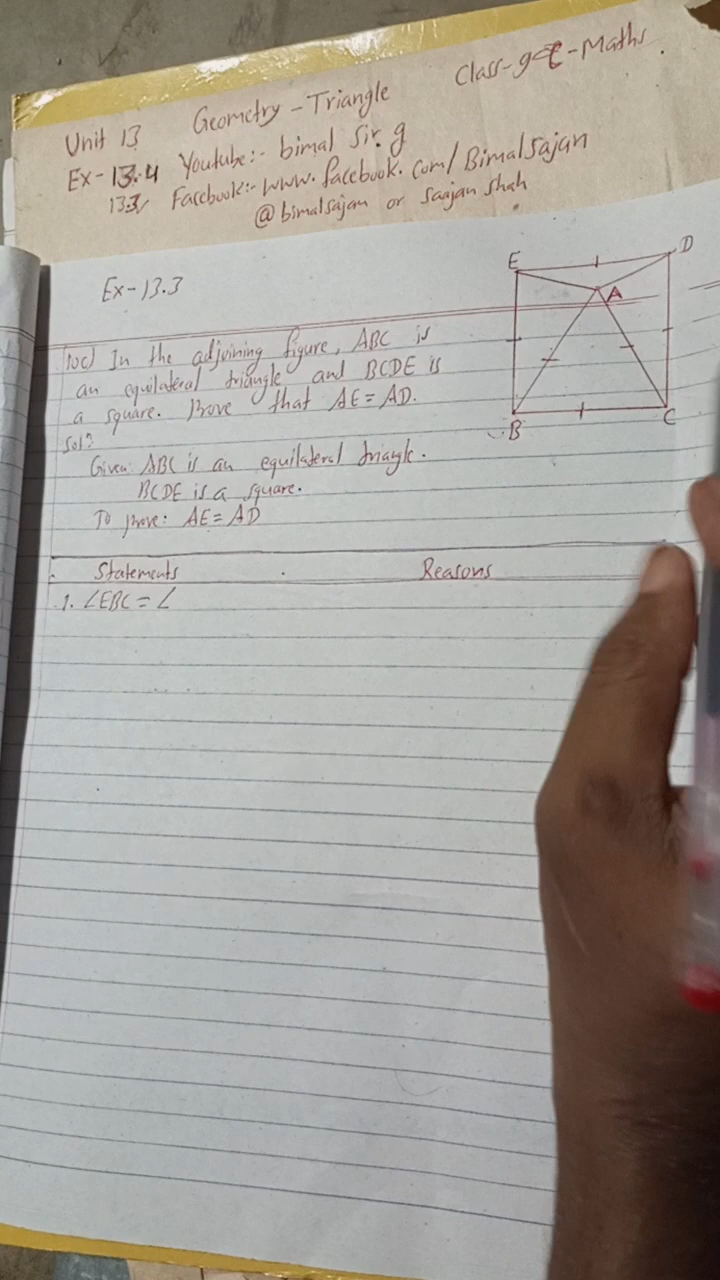 Unit 13 Geometry - Triangle Class-9 - Maths.
Ex- 13.4 Youtube:- bimal sir g
13.3/ Facebook:- www.facebook.com/Bimalsajan
@bimalsajan or saajan shah
Ex-13.3
10c) In the adjoining figure, ABC is
an equilateral triangle and BCDE is
a square. Prove that AE = AD.
Solⁿ
Given: ABC is an equilateral triangle.
BCDE is a square.
To prove: AE = AD
E
D
A
B
C
Statements Reasons
1. ∠EBC = ∠